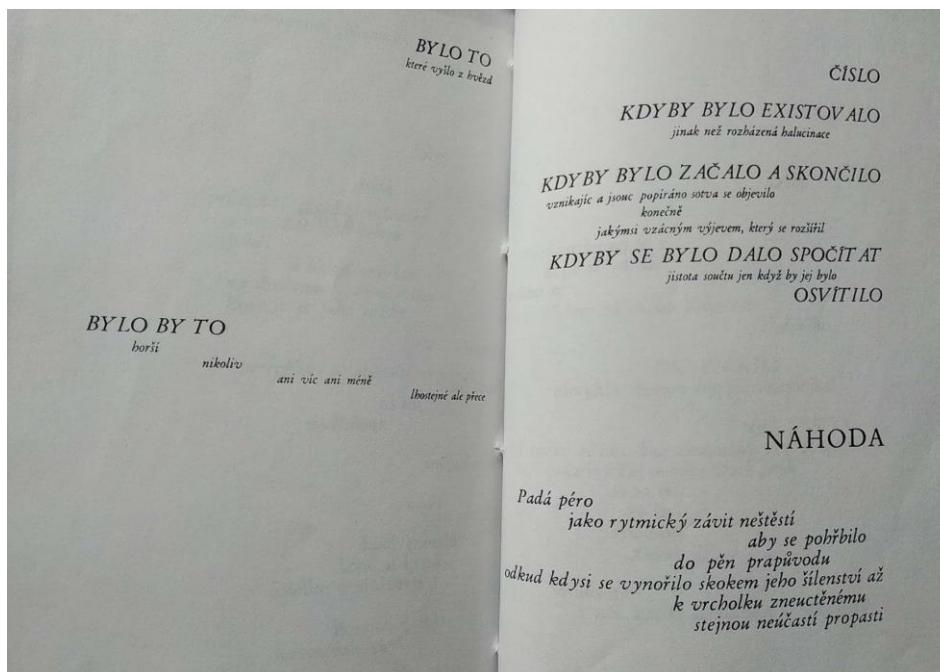 BYLO TO
které vyšlo z hvězd
BYLO BY TO
horší
nikoliv
ani víc ani méně
lhostejné ale přece
ČÍSLO
KDYBY BYLO EXISTOVALO
jinak než rozházená halucinace
KDYBY BYLO ZAČALO A SKONČILO
vznikajíc a jsouc popíráno sotva se objevilo
konečně
jakýmsi vzácným výjevem, který se rozšířil
KDYBY SE BYLO DALO SPOČÍTAT
jistota součtu jen když by jej bylo
OSVÍTILO
NÁHODA
Padá péro
jako rytmický závit neštěstí
aby se pohřbilo
do pěn prapůvodu
odkud kdysi se vynořilo skokem jeho šílenství až
k vrcholku zneuctěnému
stejnou neúčastí propasti